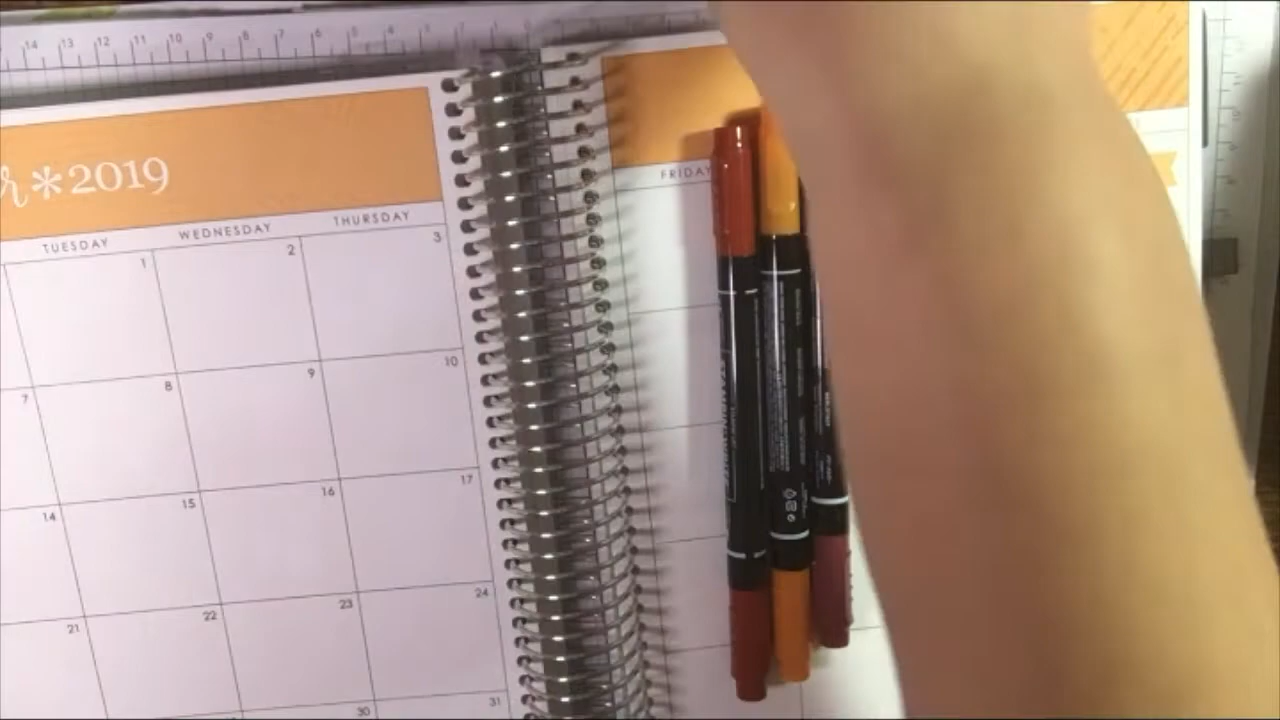 14 13 12 11 10 9 8 7 6 5 4
r*2019
TUESDAY WEDNESDAY THURSDAY
FRIDAY
1 2 3
7 8 9 10
14 15 16 17
21 22 23 24
30 31